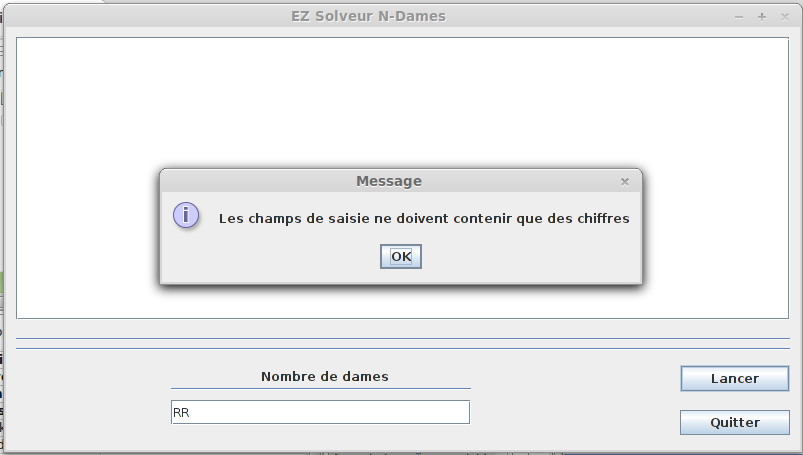 EZ Solveur N-Dames
Message
i
Les champs de saisie ne doivent contenir que des chiffres
OK
Nombre de dames
RR
Lancer
Quitter